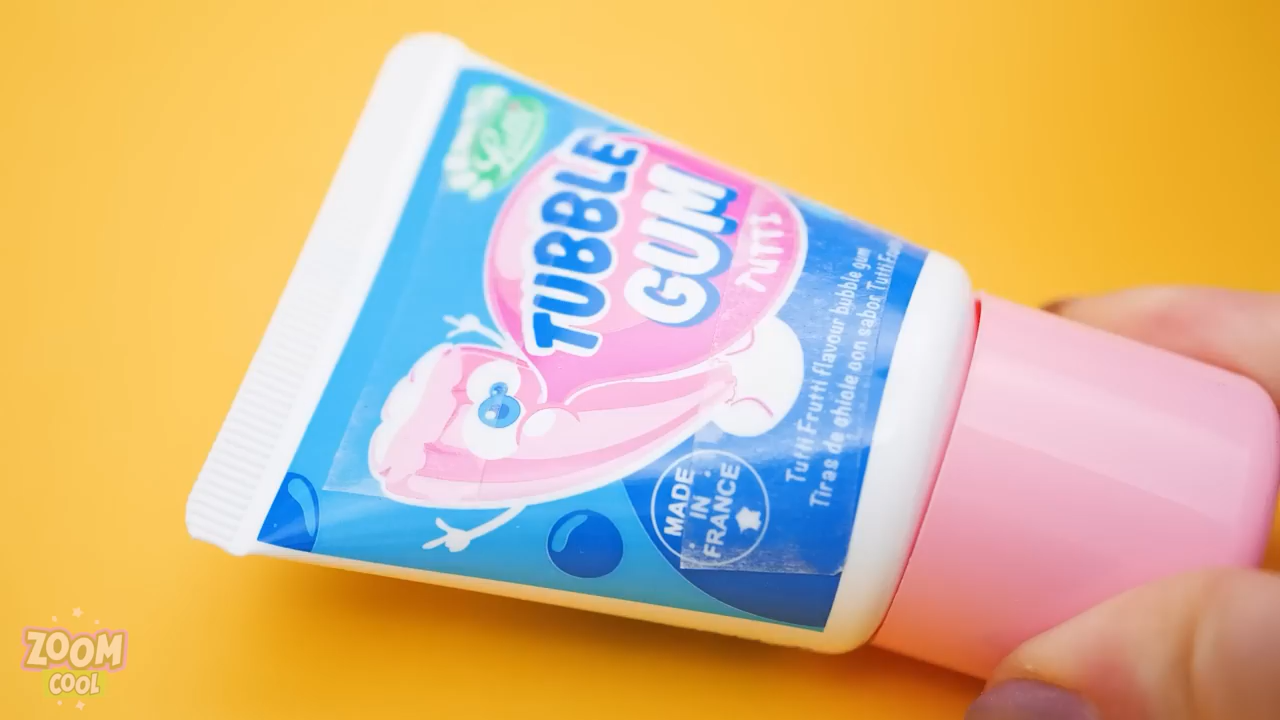 Lutti
TUBBLE
GUM
TUTTI
Tutti Frutti flavour bubble gum
Tiras de chicle con sabor Tutti
MADE
IN
FRANCE
ZOOM
COOL